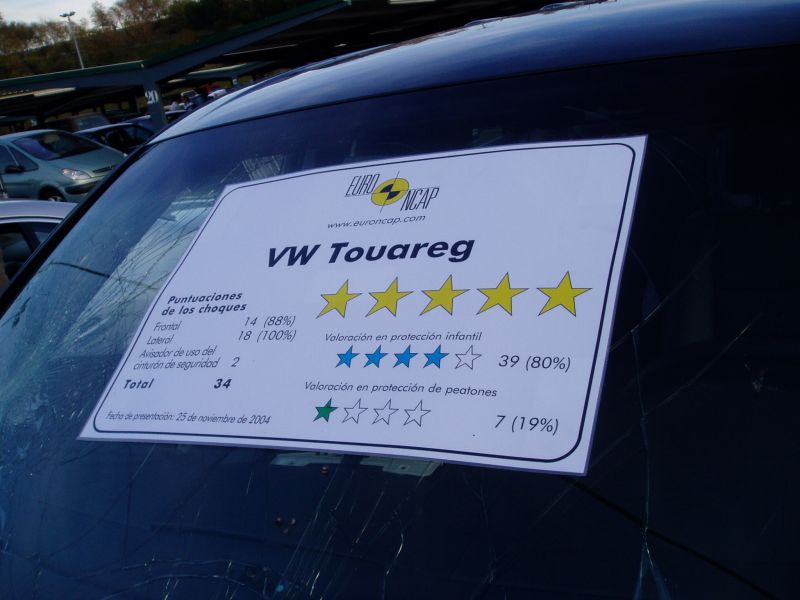 20
EURO NCAP
www.euroncap.com
VW Touareg
Puntuaciones
de los choques
Frontal 14 (88%)
Lateral 18 (100%)
Avisador de uso del
cinturón de seguridad 2
Total 34
Valoración en protección infantil
39 (80%)
Valoración en protección de peatones
7 (19%)
Fecha de presentación: 25 de noviembre de 2004